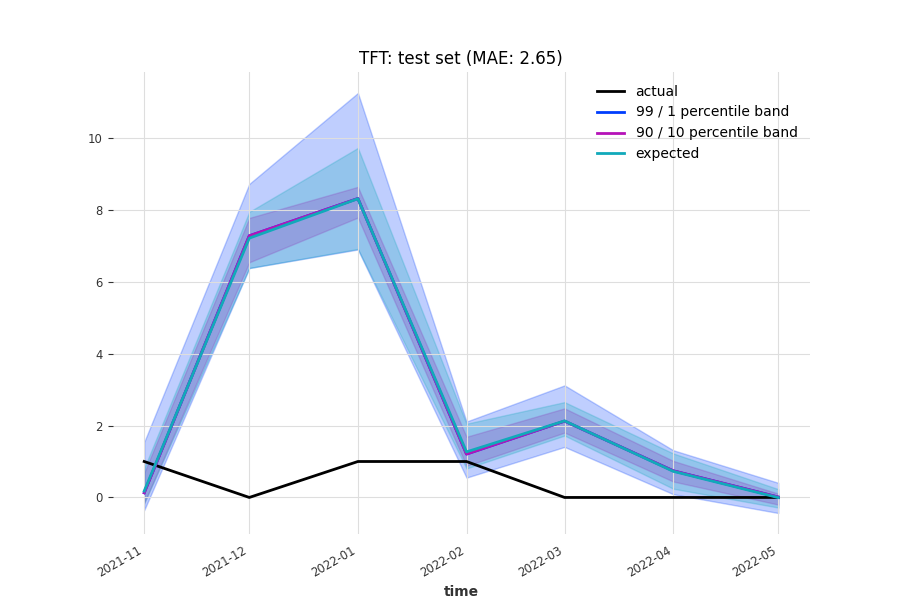 TFT: test set (MAE: 2.65)
actual
99 / 1 percentile band
90 / 10 percentile band
expected
10
8
6
4
2
0
2021-11
2021-12
2022-01
2022-02
2022-03
2022-04
2022-05
time